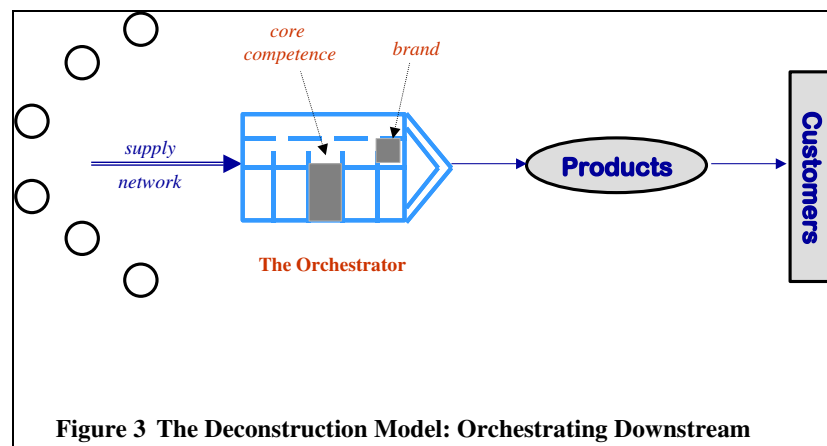 core
competence
brand
supply
network
Products
Customers
The Orchestrator
Figure 3 The Deconstruction Model: Orchestrating Downstream